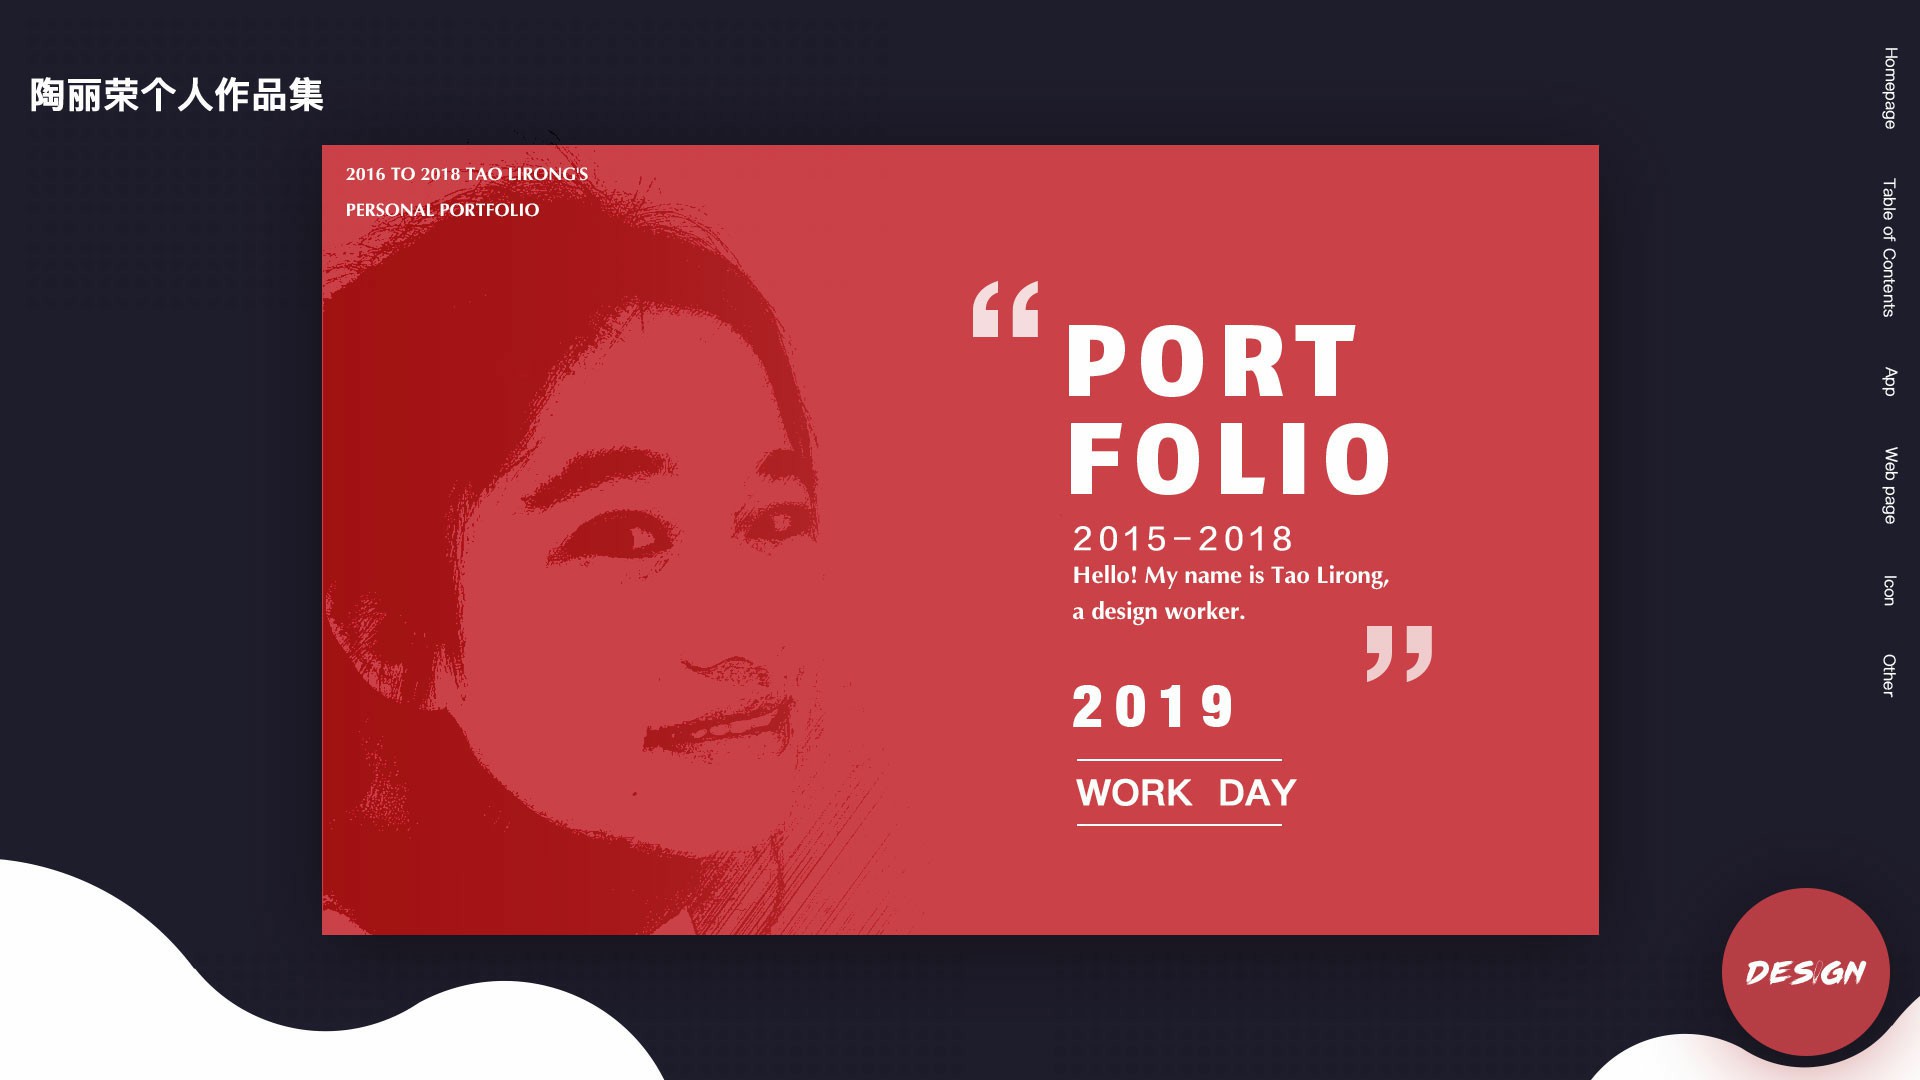 陶丽荣个人作品集
2016 TO 2018 TAO LIRONG'S
PERSONAL PORTFOLIO
“
PORT
FOLIO
2015-2018
Hello! My name is Tao Lirong,
a design worker.
”
2019
WORK DAY
Homepage
Table of Contents
App
Web page
Icon
Other
DESIGN